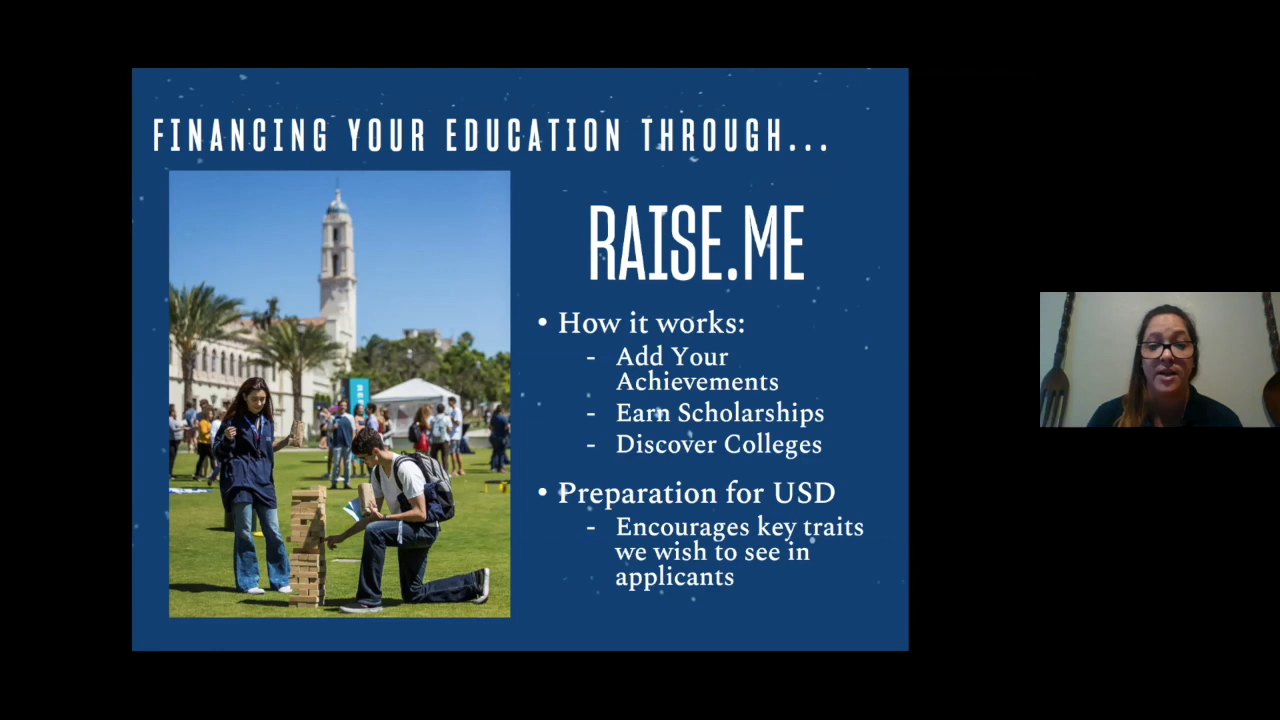 FINANCING YOUR EDUCATION THROUGH...
RAISE.ME
• How it works:
- Add Your
Achievements
- Earn Scholarships
- Discover Colleges
• Preparation for USD
- Encourages key traits
we wish to see in
applicants